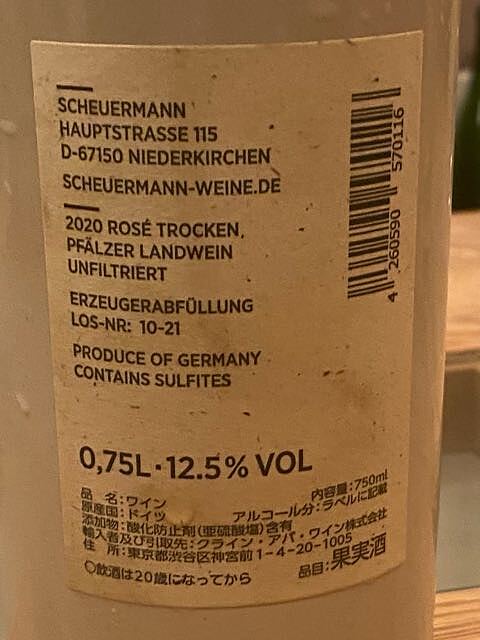 SCHEUERMANN
HAUPTSTRASSE 115
D-67150 NIEDERKIRCHEN
SCHEUERMANN-WEINE.DE
2020 ROSÉ TROCKEN,
PFÄLZER LANDWEIN
UNFILTRIERT
ERZEUGERABFÜLLUNG
LOS-NR: 10-21
PRODUCE OF GERMANY
CONTAINS SULFITES
4 260590 570116
0,75L·12.5% VOL
品 名:ワイン 内容量:750ml
原産国:ドイツ アルコール分:ラベルに記載
添加物:酸化防止剤(亜硫酸塩)含有
輸入者及び引取先:クライン・アバ・ワイン株式会社
住 所:東京都渋谷区神宮前1-4-20-1005
○飲酒は20歳になってから 品目:果実酒